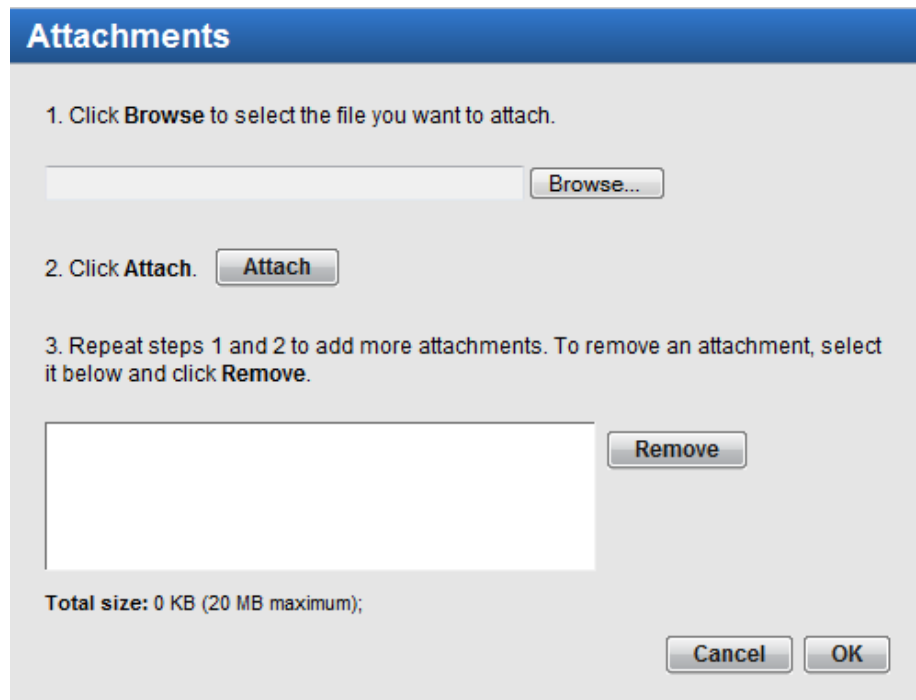 Attachments
1. Click Browse to select the file you want to attach.
Browse...
2. Click Attach. Attach
3. Repeat steps 1 and 2 to add more attachments. To remove an attachment, select
it below and click Remove.
Remove
Total size: 0 KB (20 MB maximum);
Cancel OK